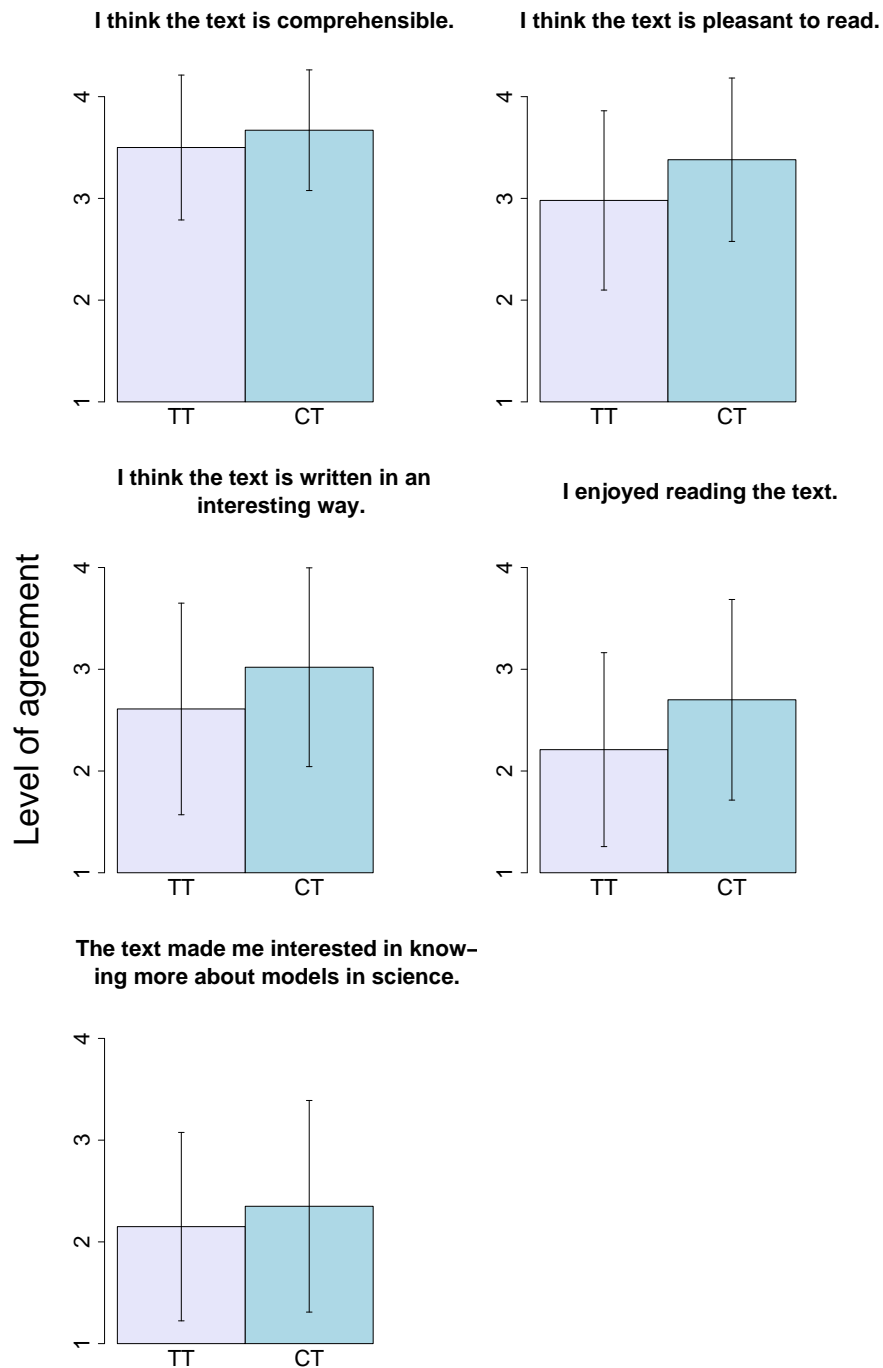 I think the text is comprehensible.
4
3
2
1
TT CT
I think the text is pleasant to read.
4
3
2
1
TT CT
Level of agreement
I think the text is written in an
interesting way.
4
3
2
1
TT CT
I enjoyed reading the text.
4
3
2
1
TT CT
The text made me interested in know–
ing more about models in science.
4
3
2
1
TT CT